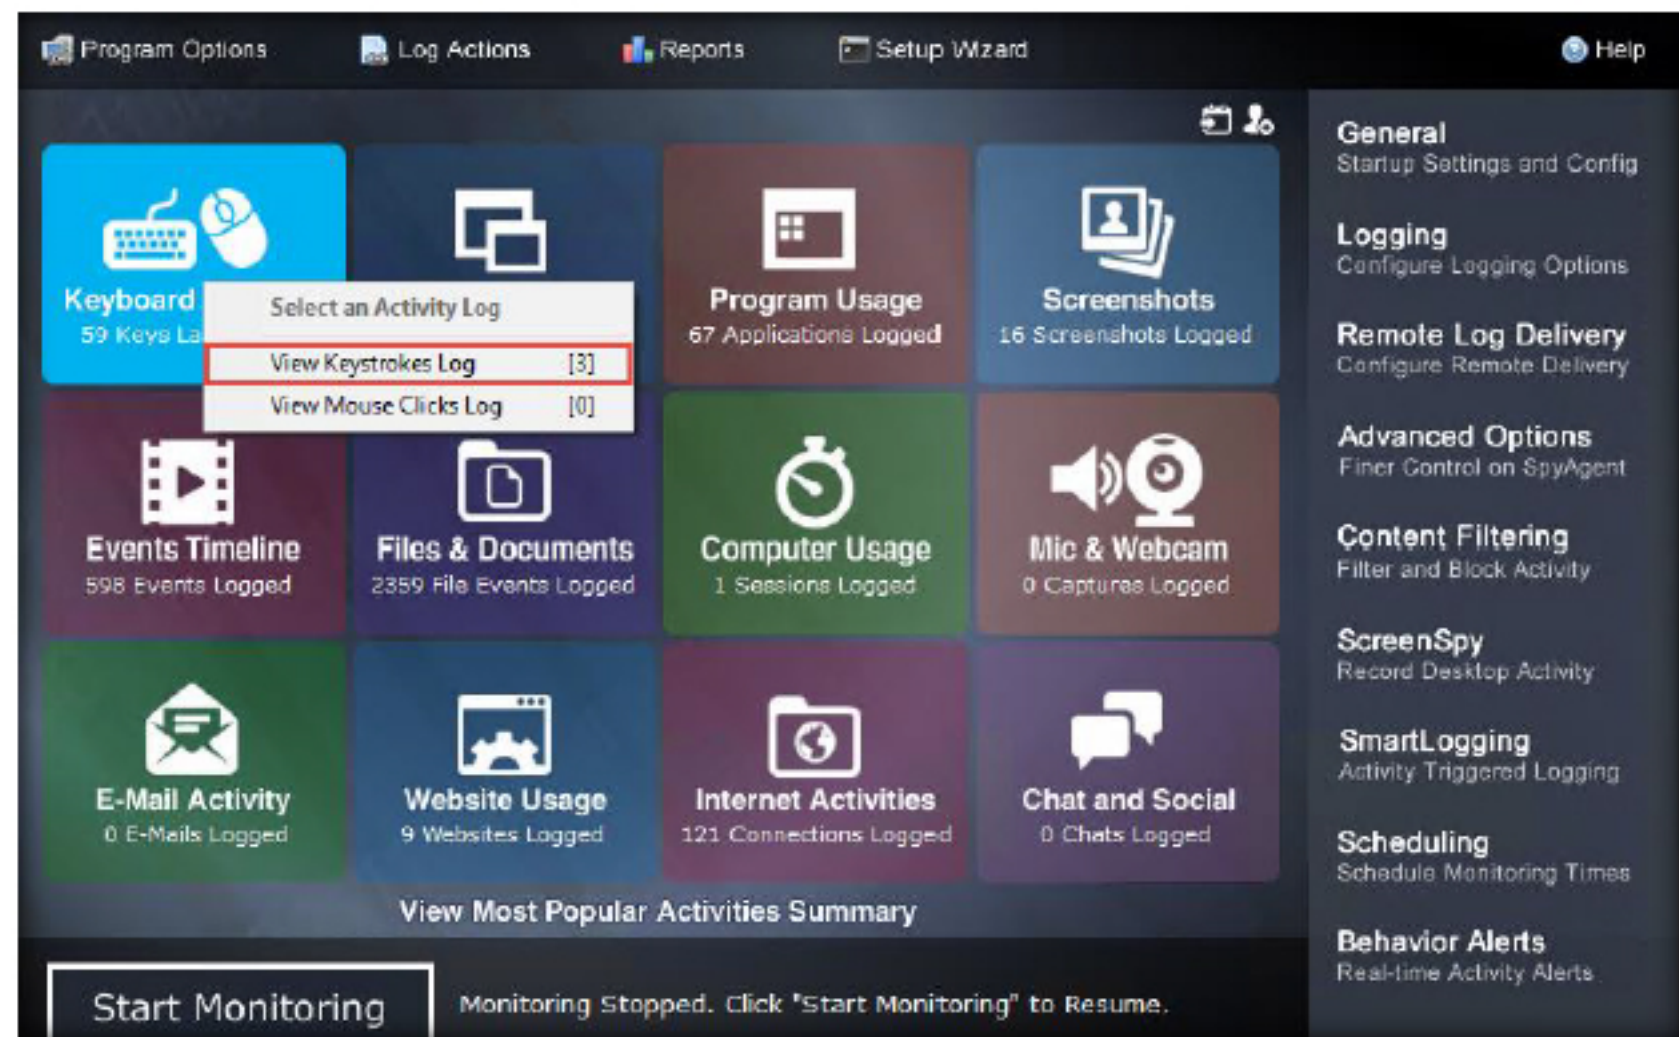 Program Options
Log Actions
Reports
Setup Wizard
Help
Keyboard
59 Keys La
Select an Activity Log
View Keystrokes Log [3]
View Mouse Clicks Log [0]
Program Usage
67 Applications Logged
Screenshots
16 Screenshots Logged
Events Timeline
598 Events Logged
Files & Documents
2359 File Events Logged
Computer Usage
1 Sessions Logged
Mic & Webcam
0 Captures Logged
E-Mail Activity
0 E-Mails Logged
Website Usage
9 Websites Logged
Internet Activities
121 Connections Logged
Chat and Social
0 Chats Logged
View Most Popular Activities Summary
Start Monitoring
Monitoring Stopped. Click "Start Monitoring" to Resume.
General
Startup Settings and Config
Logging
Configure Logging Options
Remote Log Delivery
Configure Remote Delivery
Advanced Options
Finer Control on SpyAgent
Content Filtering
Filter and Block Activity
ScreenSpy
Record Desktop Activity
SmartLogging
Activity Triggered Logging
Scheduling
Schedule Monitoring Times
Behavior Alerts
Real-time Activity Alerts